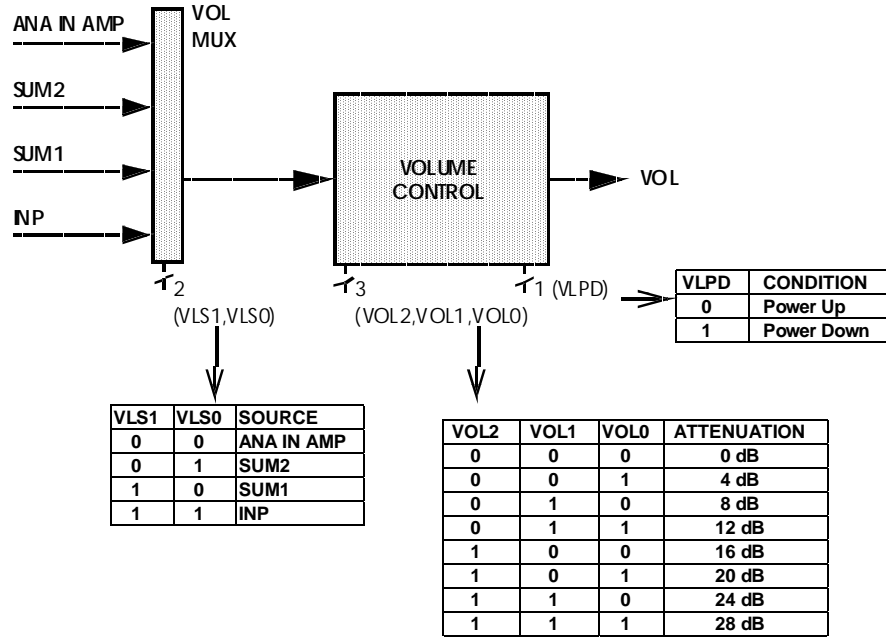 ANA IN AMP
VOL
MUX
SUM2
SUM1
INP
VOLUME
CONTROL
VOL
2
(VLS1,VLS0)
3
(VOL2,VOL1,VOL0)
1 (VLPD)
VLPD CONDITION
0 Power Up
1 Power Down
VLS1 VLS0 SOURCE
0 0 ANA IN AMP
0 1 SUM2
1 0 SUM1
1 1 INP
VOL2 VOL1 VOL0 ATTENUATION
0 0 0 0 dB
0 0 1 4 dB
0 1 0 8 dB
0 1 1 12 dB
1 0 0 16 dB
1 0 1 20 dB
1 1 0 24 dB
1 1 1 28 dB